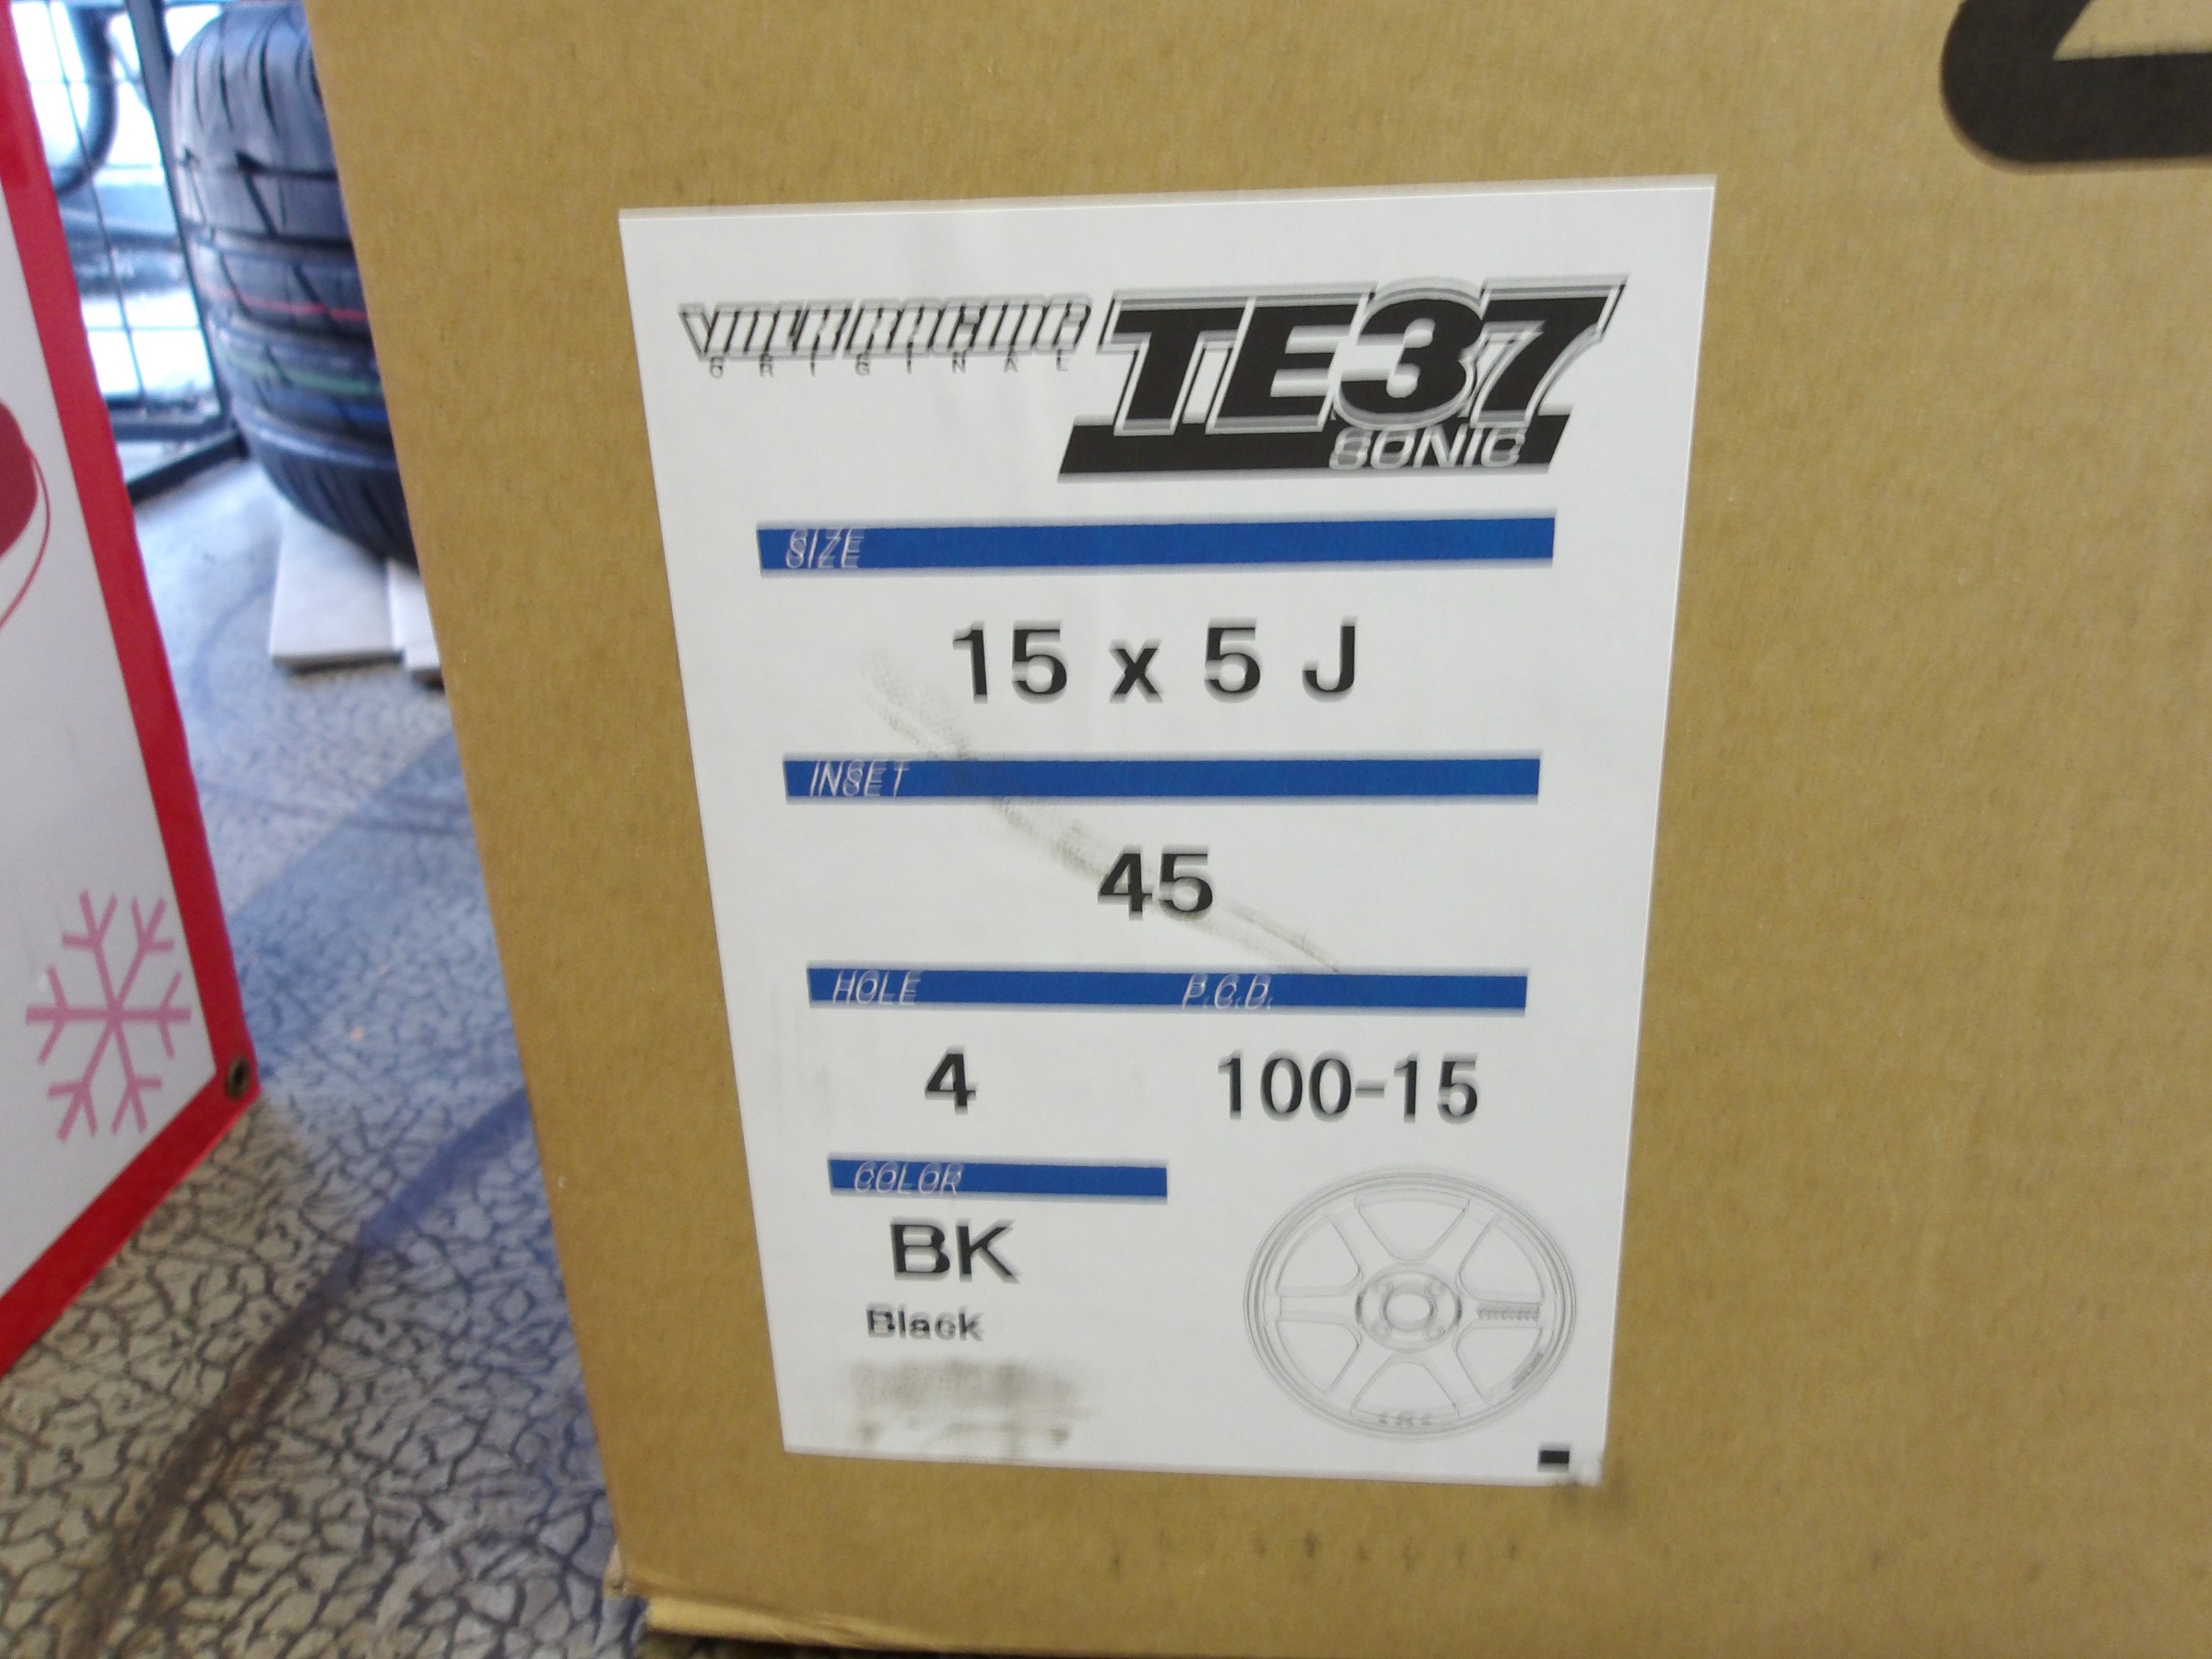 VOLK RACING TE37
ORIGINAL
SONIC
SIZE
15 x 5 J
INSET
45
HOLE P.C.D.
4 100-15
COLOR
BK
Black